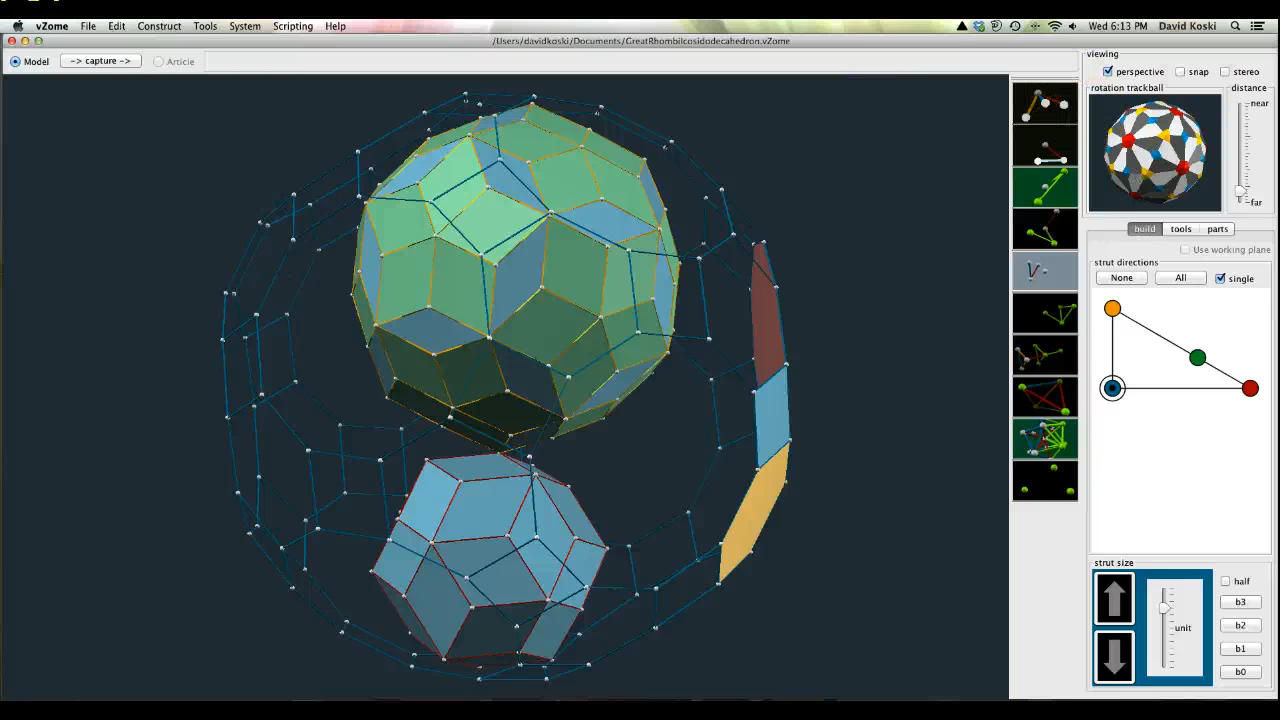 vZome File Edit Construct Tools System Scripting Help Wed 6:13 PM David Koski
/Users/davidkoski/Documents/GreatRhombIcosidodecahedron.vZome
Model -> capture -> Article
viewing
perspective snap stereo
rotation trackball distance
near
far
build tools parts
Use working plane
strut directions
None All single
strut size
half
b3
unit b2
b1
b0